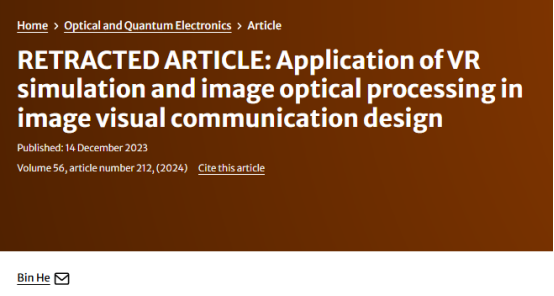 Home > Optical and Quantum Electronics > Article
RETRACTED ARTICLE: Application of VR
simulation and image optical processing in
image visual communication design
Published: 14 December 2023
Volume 56, article number 212, (2024) Cite this article
Bin He